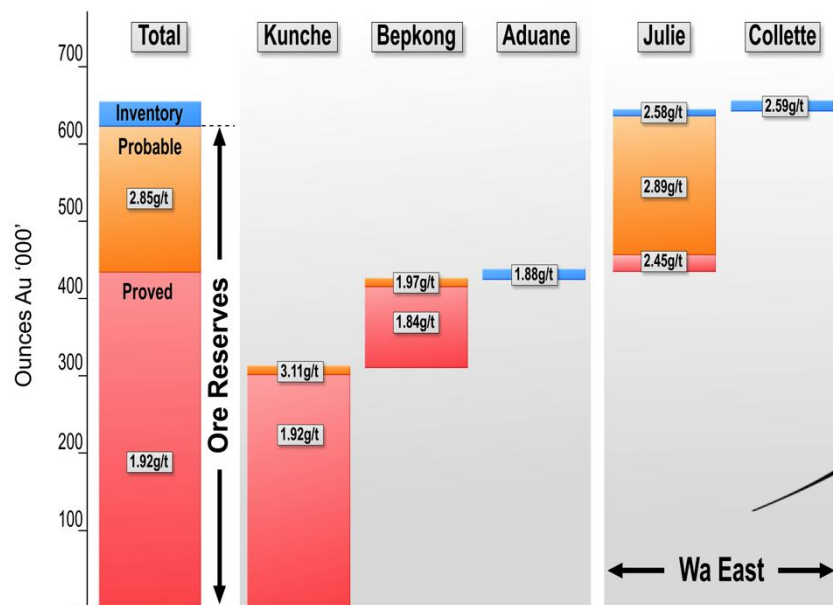 Total
Kunche
Bepkong
Aduane
Julie
Collette
Ounces Au ‘000’
700
600
500
400
300
200
100
Inventory
Probable
2.85g/t
Proved
1.92g/t
Ore Reserves
3.11g/t
1.92g/t
1.97g/t
1.84g/t
1.88g/t
2.58g/t
2.89g/t
2.45g/t
2.59g/t
Wa East